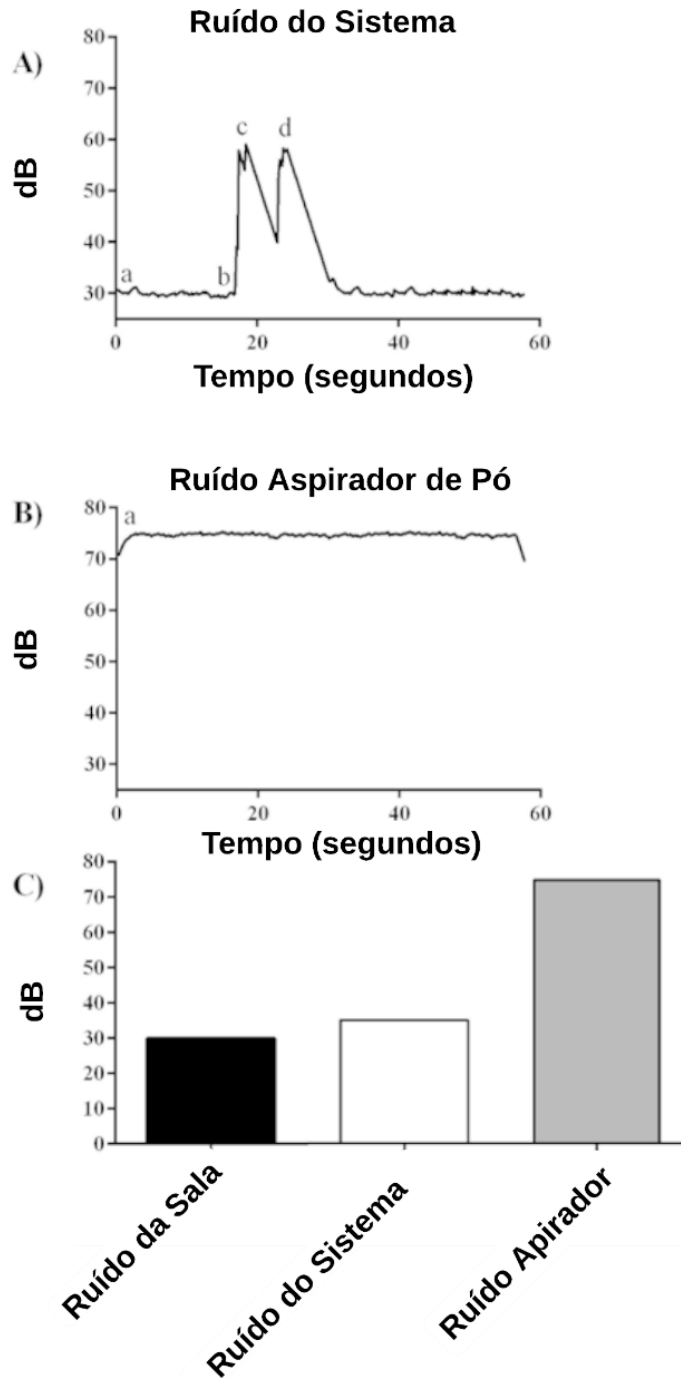 Ruído do Sistema
A)
80
70
60
50
40
30
dB
a
b
c
d
0
20
40
60
Tempo (segundos)
Ruído Aspirador de Pó
B)
80
70
60
50
40
30
dB
a
0
20
40
60
Tempo (segundos)
C)
80
70
60
50
40
30
20
10
0
dB
Ruído da Sala
Ruído do Sistema
Ruído Apirador